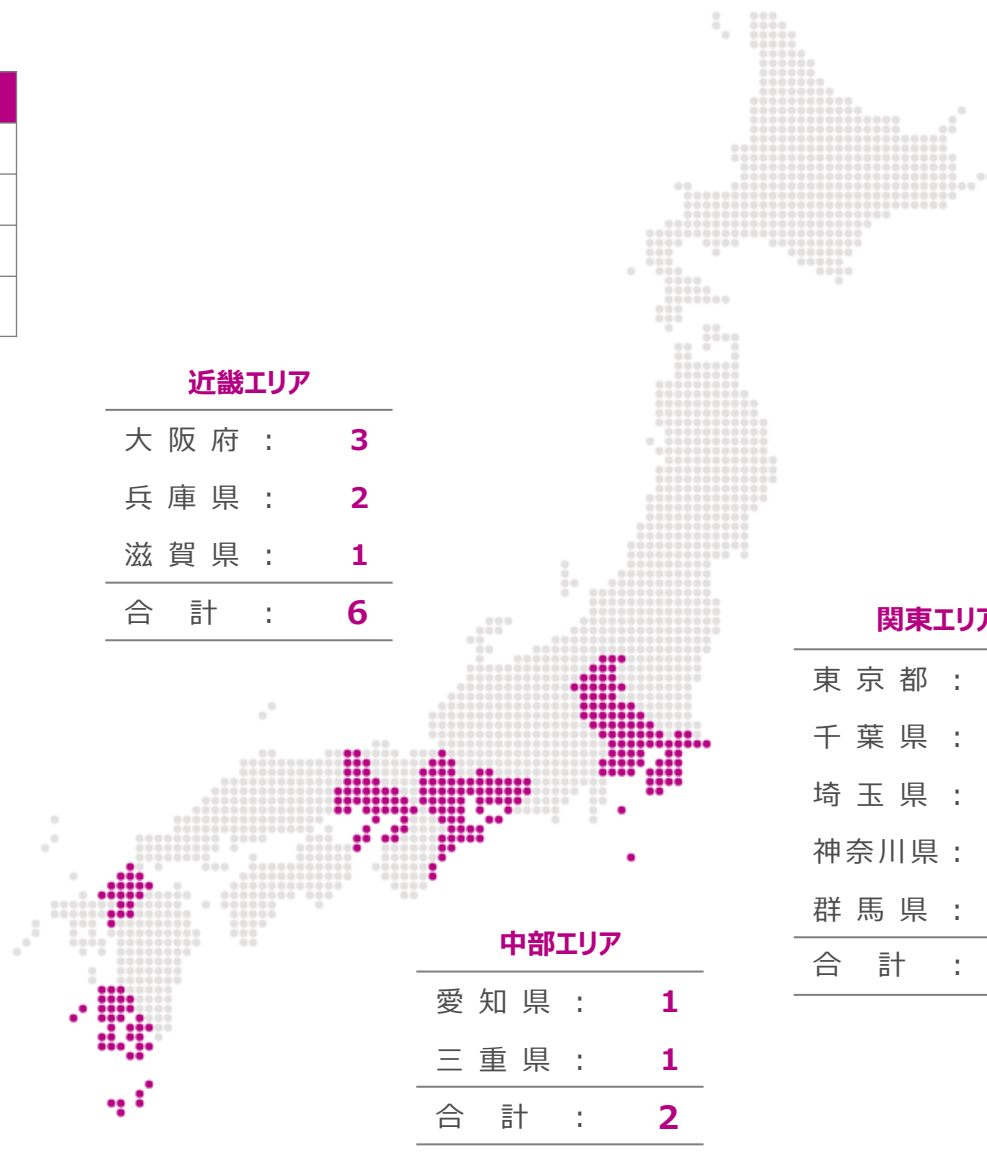 近畿エリア
大阪府 : 3
兵庫県 : 2
滋賀県 : 1
合計 : 6
関東エリア
東京都 :
千葉県 :
埼玉県 :
神奈川県 :
群馬県 :
合計 :
中部エリア
愛知県 : 1
三重県 : 1
合計 : 2